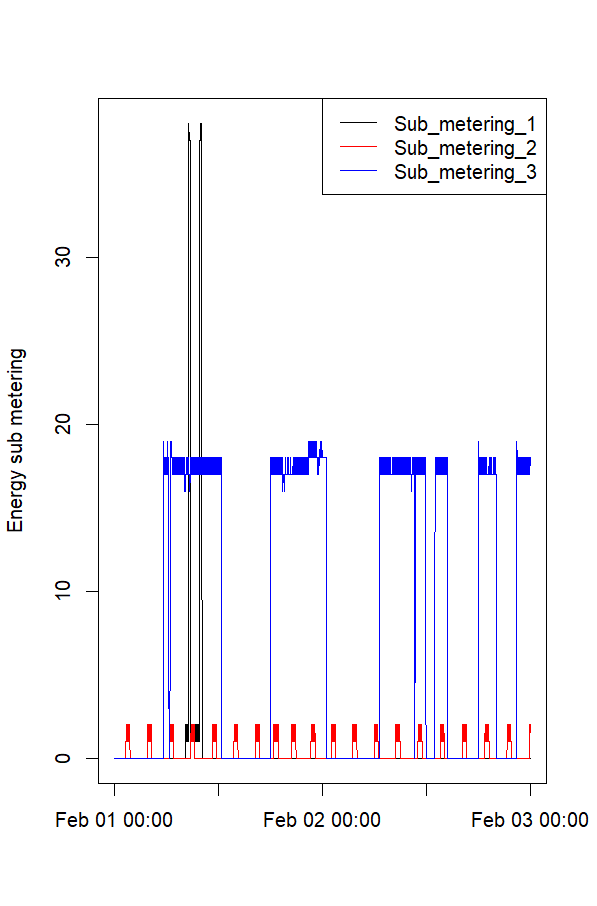 Sub_metering_1
Sub_metering_2
Sub_metering_3
30
20
10
0
Energy sub metering
Feb 01 00:00
Feb 02 00:00
Feb 03 00:00